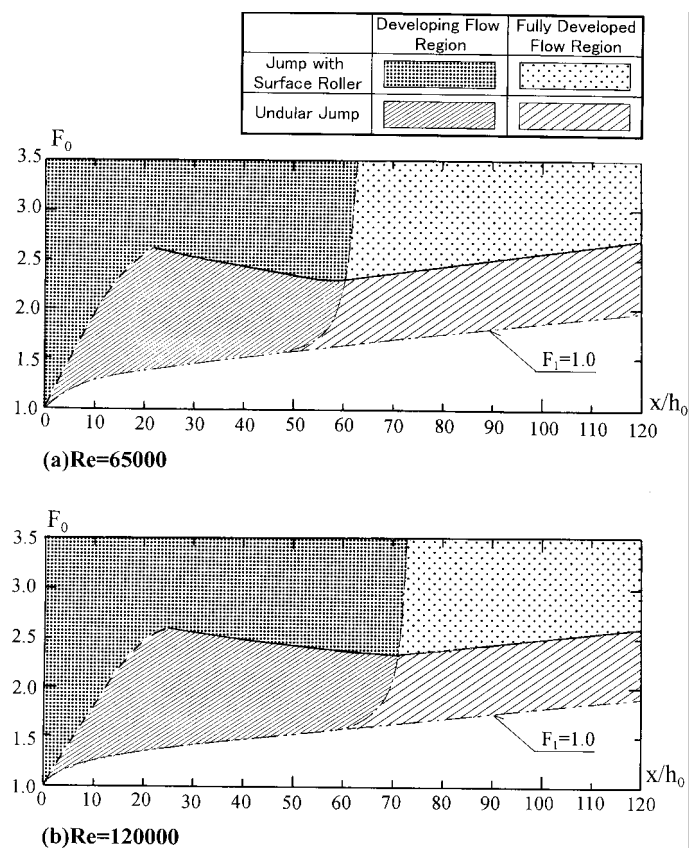 Developing Flow Region
Fully Developed Flow Region
Jump with Surface Roller
Undular Jump
F₀
3.5
3.0
2.5
2.0
1.5
1.0
F₁=1.0
x/h₀
0 10 20 30 40 50 60 70 80 90 100 110 120
(a)Re=65000
F₀
3.5
3.0
2.5
2.0
1.5
1.0
F₁=1.0
x/h₀
0 10 20 30 40 50 60 70 80 90 100 110 120
(b)Re=120000